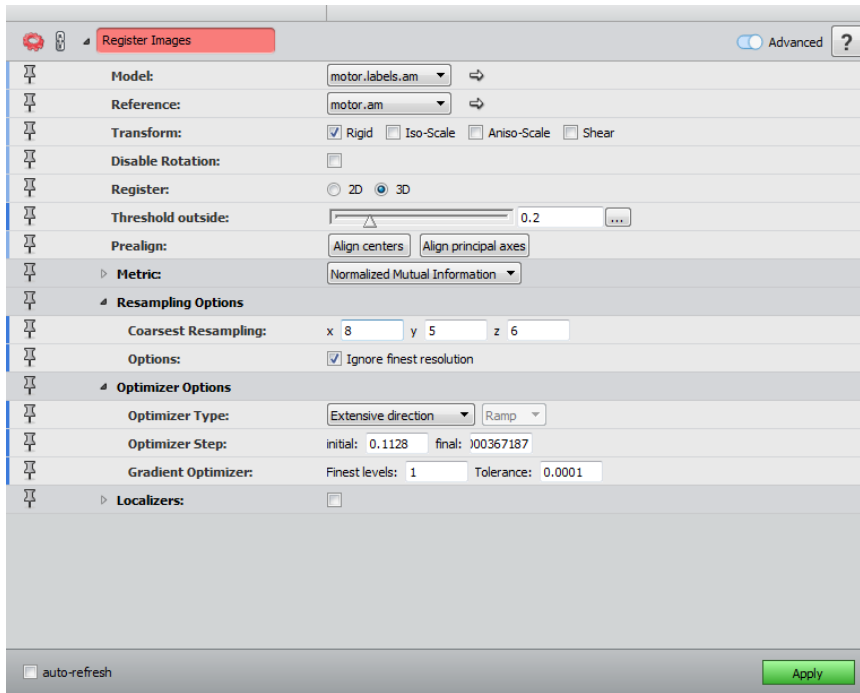 Register Images Advanced ?
Model: motor.labels.am
Reference: motor.am
Transform: Rigid Iso-Scale Aniso-Scale Shear
Disable Rotation:
Register: 2D 3D
Threshold outside: 0.2 ...
Prealign: Align centers Align principal axes
Metric: Normalized Mutual Information
Resampling Options
Coarsest Resampling: x 8 y 5 z 6
Options: Ignore finest resolution
Optimizer Options
Optimizer Type: Extensive direction Ramp
Optimizer Step: initial: 0.1128 final: 000367187
Gradient Optimizer: Finest levels: 1 Tolerance: 0.0001
Localizers:
auto-refresh Apply